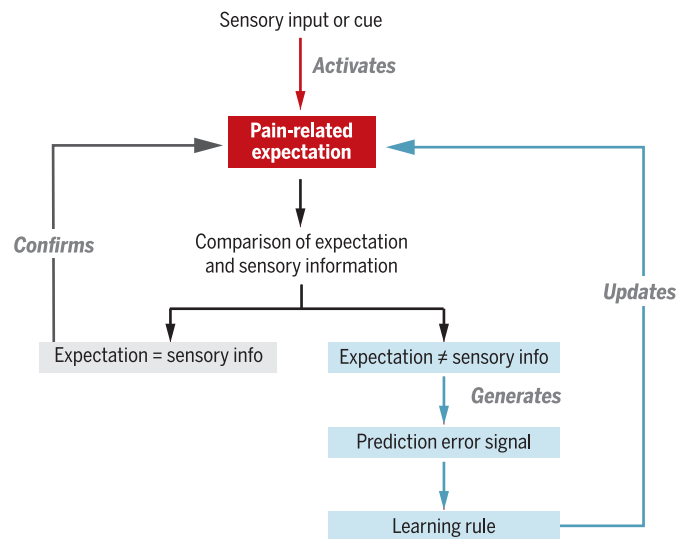 Sensory input or cue
Activates
Pain-related
expectation
Comparison of expectation
and sensory information
Confirms
Updates
Expectation = sensory info
Expectation ≠ sensory info
Generates
Prediction error signal
Learning rule